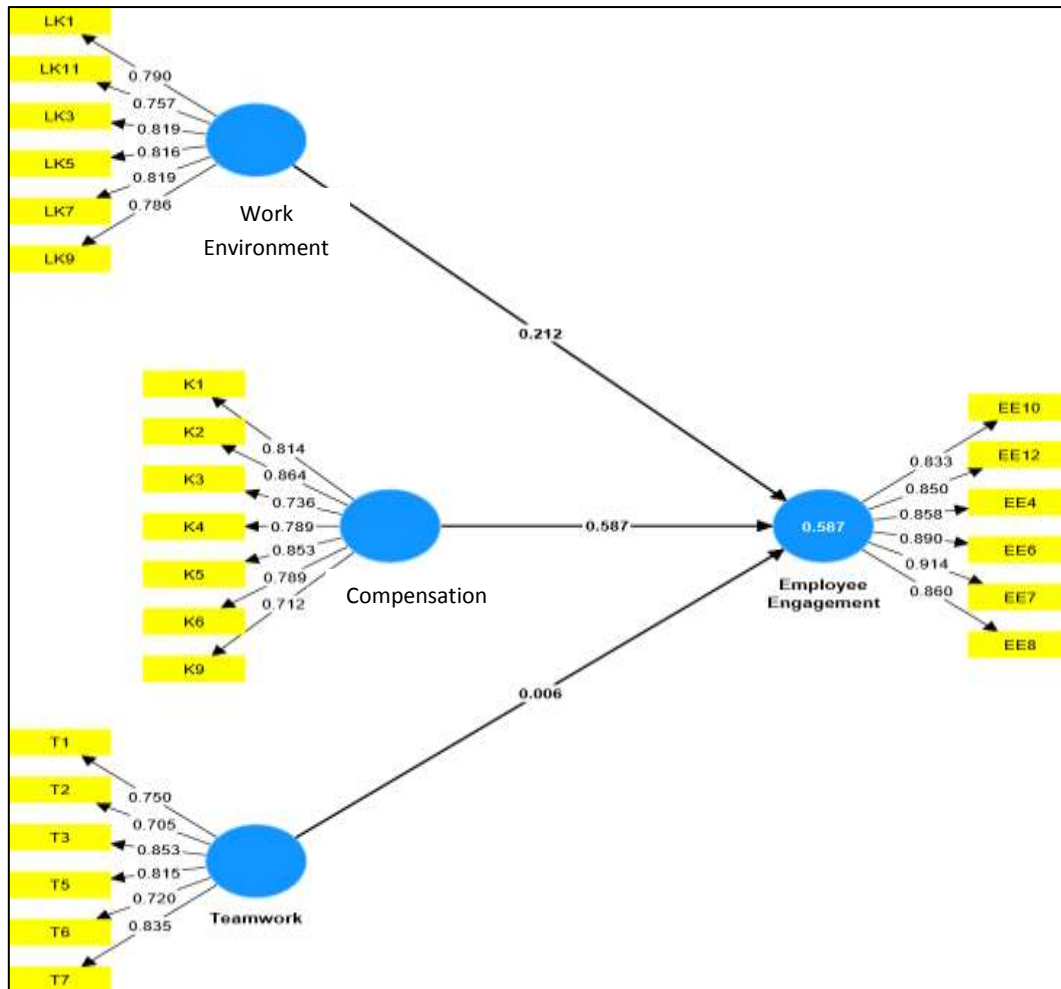 LK1
LK11
LK3
LK5
LK7
LK9
0.790
0.757
0.819
0.816
0.819
0.786
Work
Environment
0.212
K1
K2
K3
K4
K5
K6
K9
0.814
0.864
0.736
0.789
0.853
0.789
0.712
Compensation
0.587
0.587
Employee
Engagement
EE10
EE12
EE4
EE6
EE7
EE8
0.833
0.850
0.858
0.890
0.914
0.860
0.006
T1
T2
T3
T5
T6
T7
0.750
0.705
0.853
0.815
0.720
0.835
Teamwork